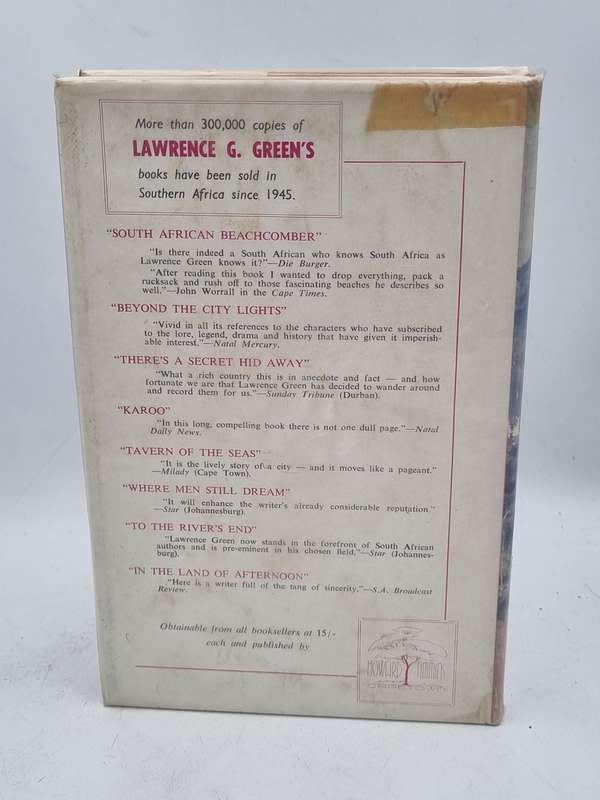 More than 300,000 copies of
LAWRENCE G. GREEN'S
books have been sold in
Southern Africa since 1945.
"SOUTH AFRICAN BEACHCOMBER"
"Is there indeed a South African who knows South Africa as
Lawrence Green knows it?"—Die Burger.
"After reading this book I wanted to drop everything, pack a
rucksack and rush off to those fascinating beaches he describes so
well."—John Worrall in the Cape Times.
"BEYOND THE CITY LIGHTS"
"Vivid in all its references to the characters who have subscribed
to the lore, legend, drama and history that have given it imperish-
able interest."—Natal Mercury.
"THERE'S A SECRET HID AWAY"
"What a rich country this is in anecdote and fact — and how
fortunate we are that Lawrence Green has decided to wander around
and record them for us."—Sunday Tribune (Durban).
"KAROO"
"In this long, compelling book there is not one dull page."—Natal
Daily News.
"TAVERN OF THE SEAS"
"It is the lively story of a city — and it moves like a pageant."
—Milady (Cape Town).
"WHERE MEN STILL DREAM"
"It will enhance the writer's already considerable reputation."
—Star (Johannesburg).
"TO THE RIVER'S END"
"Lawrence Green now stands in the forefront of South African
authors and is pre-eminent in his chosen field."—Star (Johannes-
burg).
"IN THE LAND OF AFTERNOON"
"Here is a writer full of the tang of sincerity."—S.A. Broadcast
Review.
Obtainable from all booksellers at 15/-
each and published by
HOWARD TIMMINS
CAPE TOWN